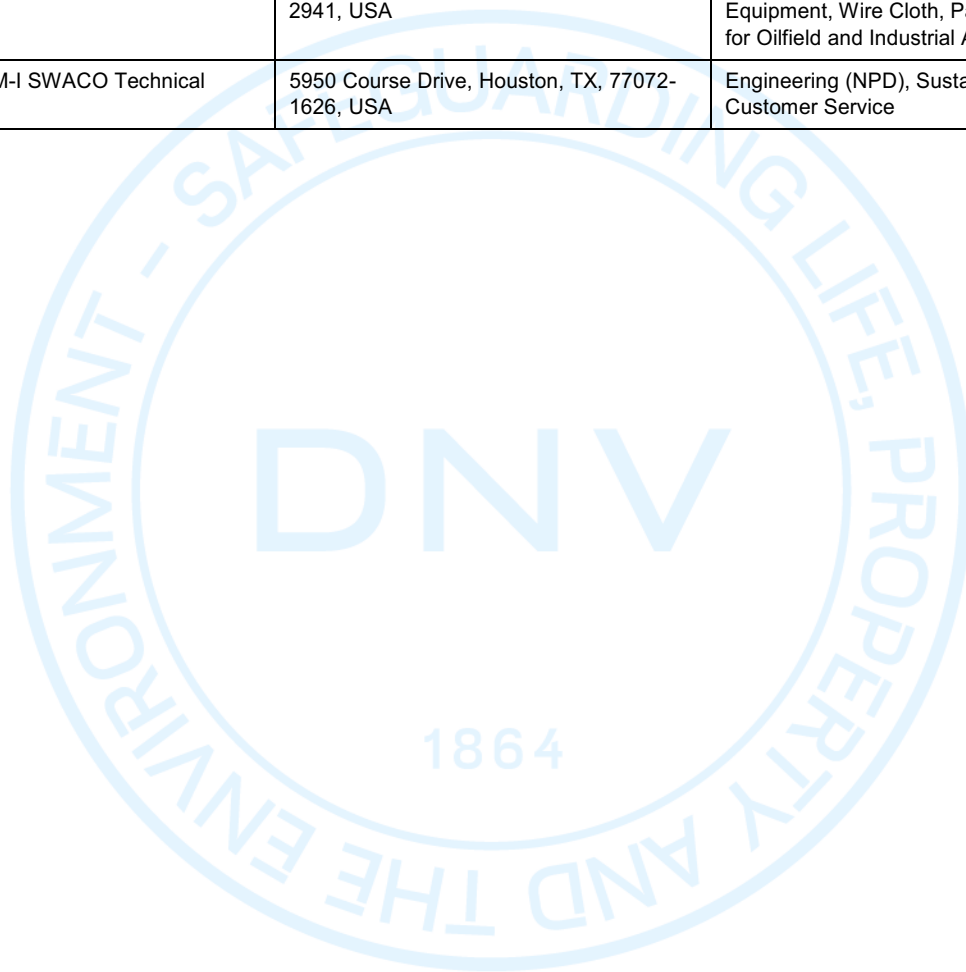 2941, USA
Equipment, Wire Cloth,
for Oilfield and Industrial
M-I SWACO Technical
5950 Course Drive, Houston, TX, 77072-
1626, USA
Engineering (NPD),
Customer Service
SAFEGUARDING LIFE, PROPERTY AND THE ENVIRONMENT -
DNV
1864